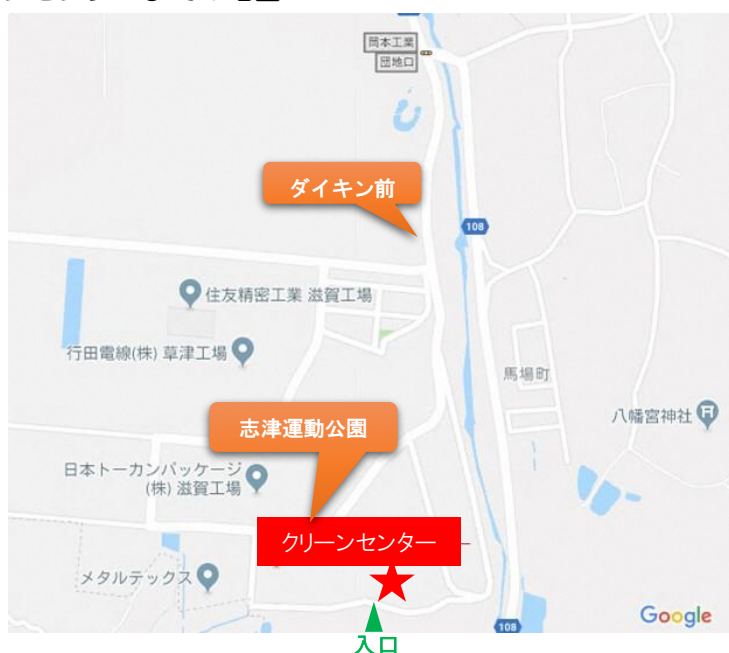 岡本工業
団地口
ダイキン前
108
住友精密工業 滋賀工場
行田電線(株) 草津工場
馬場町
八幡宮神社
志津運動公園
日本トーカンパッケージ
(株) 滋賀工場
クリーンセンター
メタルテックス
Google
108
入口